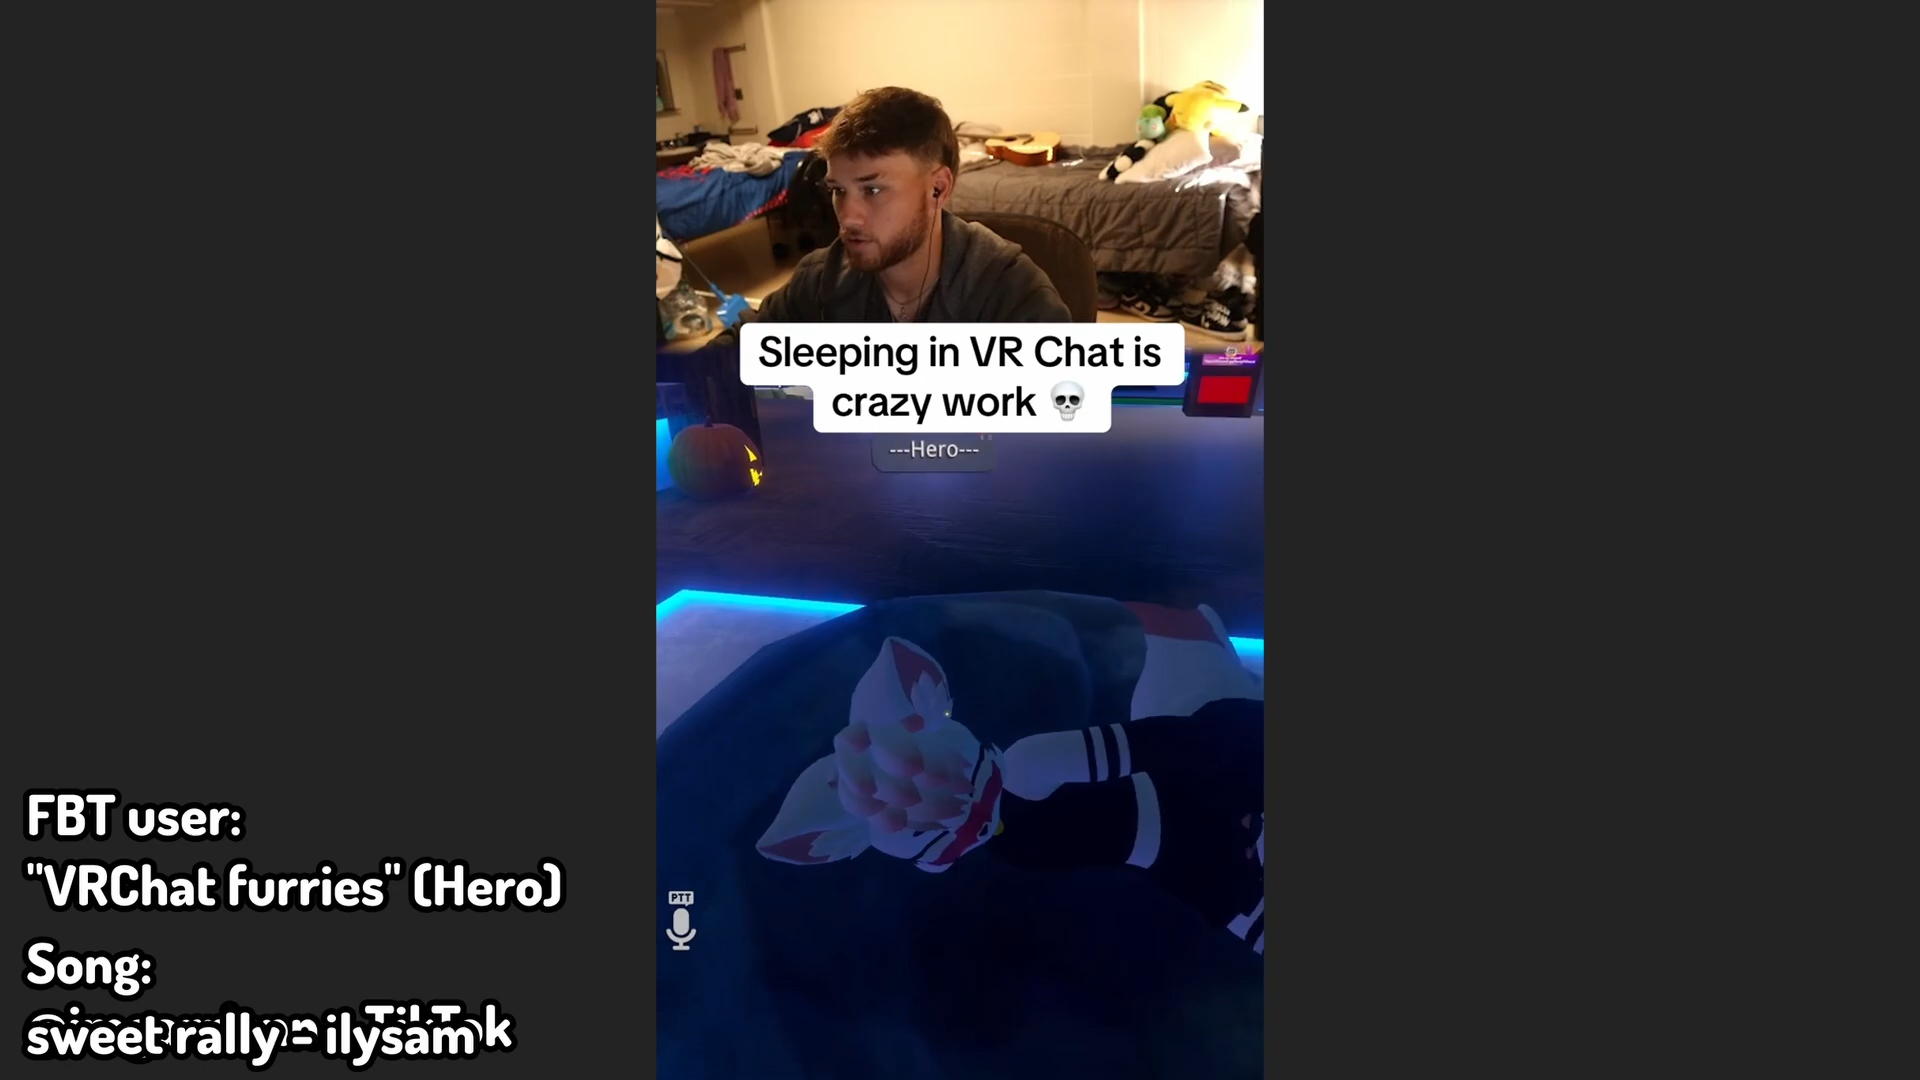 Sleeping in VR Chat is
crazy work 💀
---Hero---
PTT
FBT user:
"VRChat furries" (Hero)
Song:
sweet rally - ilysam